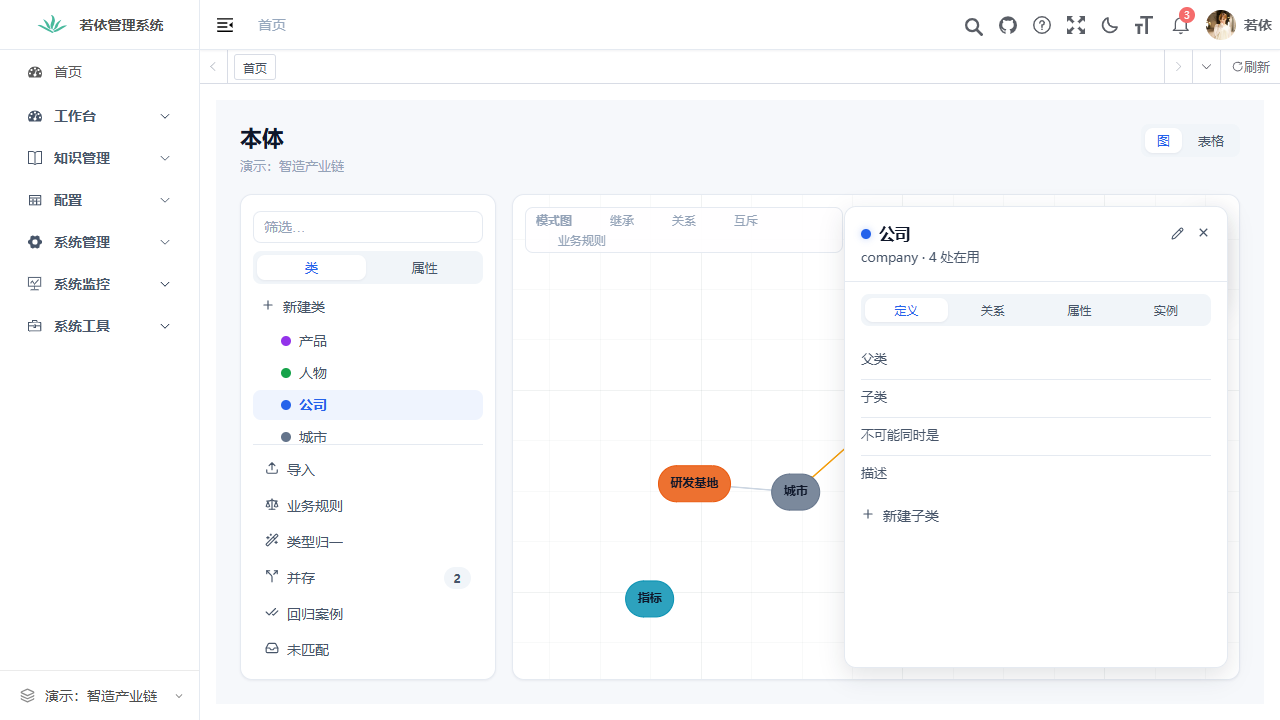 若依管理系统
首页
3
若依
首页
刷新
首页
工作台
知识管理
配置
系统管理
系统监控
系统工具
演示：智造产业链
本体
演示：智造产业链
图
表格
筛选...
类
属性
新建类
产品
人物
公司
城市
导入
业务规则
类型归一
并存
2
回归案例
未匹配
模式图
继承
关系
互斥
业务规则
研发基地
城市
指标
公司
company · 4 处在用
定义
关系
属性
实例
父类
子类
不可能同时是
描述
新建子类